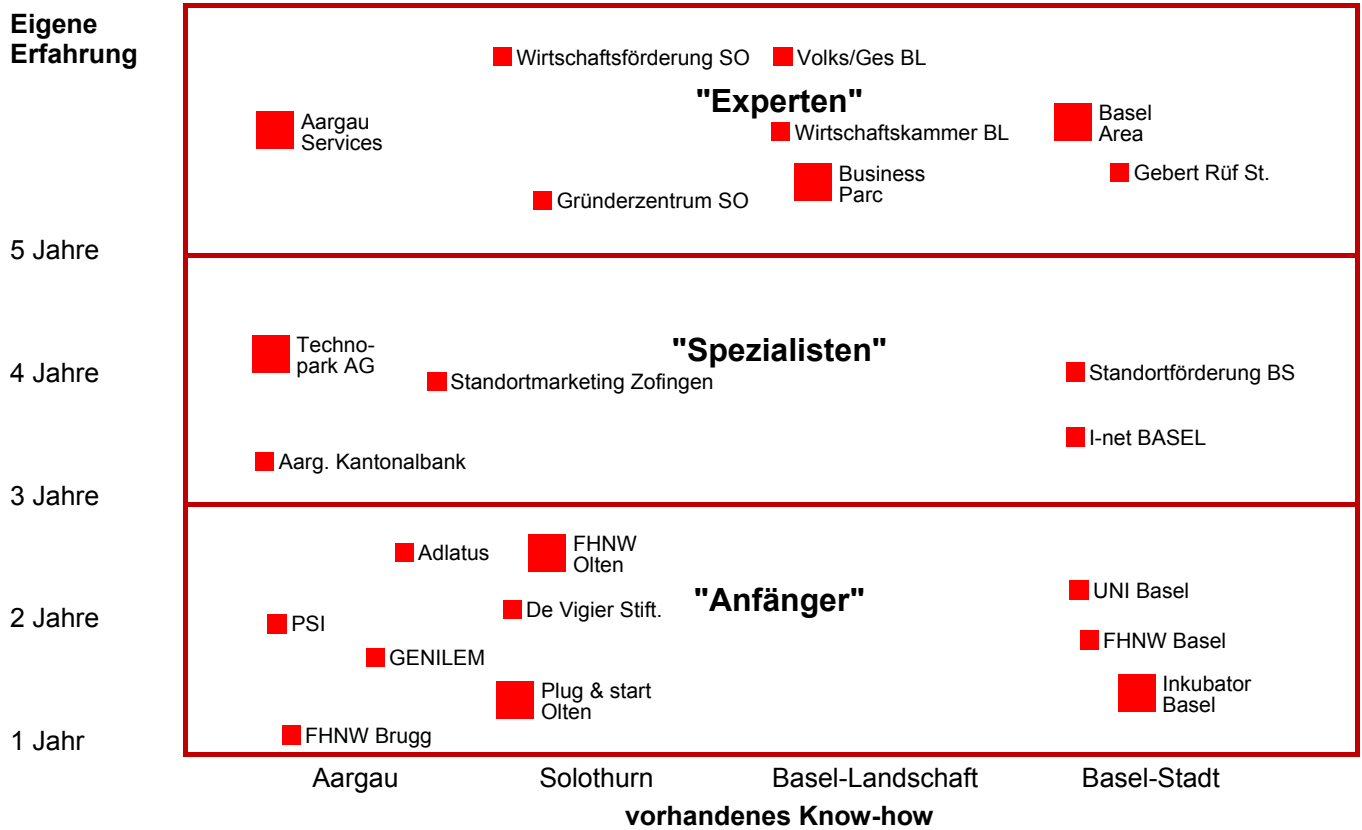 Eigene
Erfahrung
Wirtschaftsförderung SO
Volks/Ges BL
"Experten"
Aargau
Services
Basel
Area
Wirtschaftskammer BL
Business
Parc
Gebert Rüf St.
Gründerzentrum SO
5 Jahre
Techno-
park AG
"Spezialisten"
4 Jahre
Standortmarketing Zofingen
Standortförderung BS
I-net BASEL
Aarg. Kantonalbank
3 Jahre
Adlatus
FHNW
Olten
"Anfänger"
UNI Basel
2 Jahre
PSI
De Vigier Stift.
FHNW Basel
GENILEM
Plug & start
Olten
Inkubator
Basel
1 Jahr
FHNW Brugg
Aargau
Solothurn
Basel-Landschaft
Basel-Stadt
vorhandenes Know-how